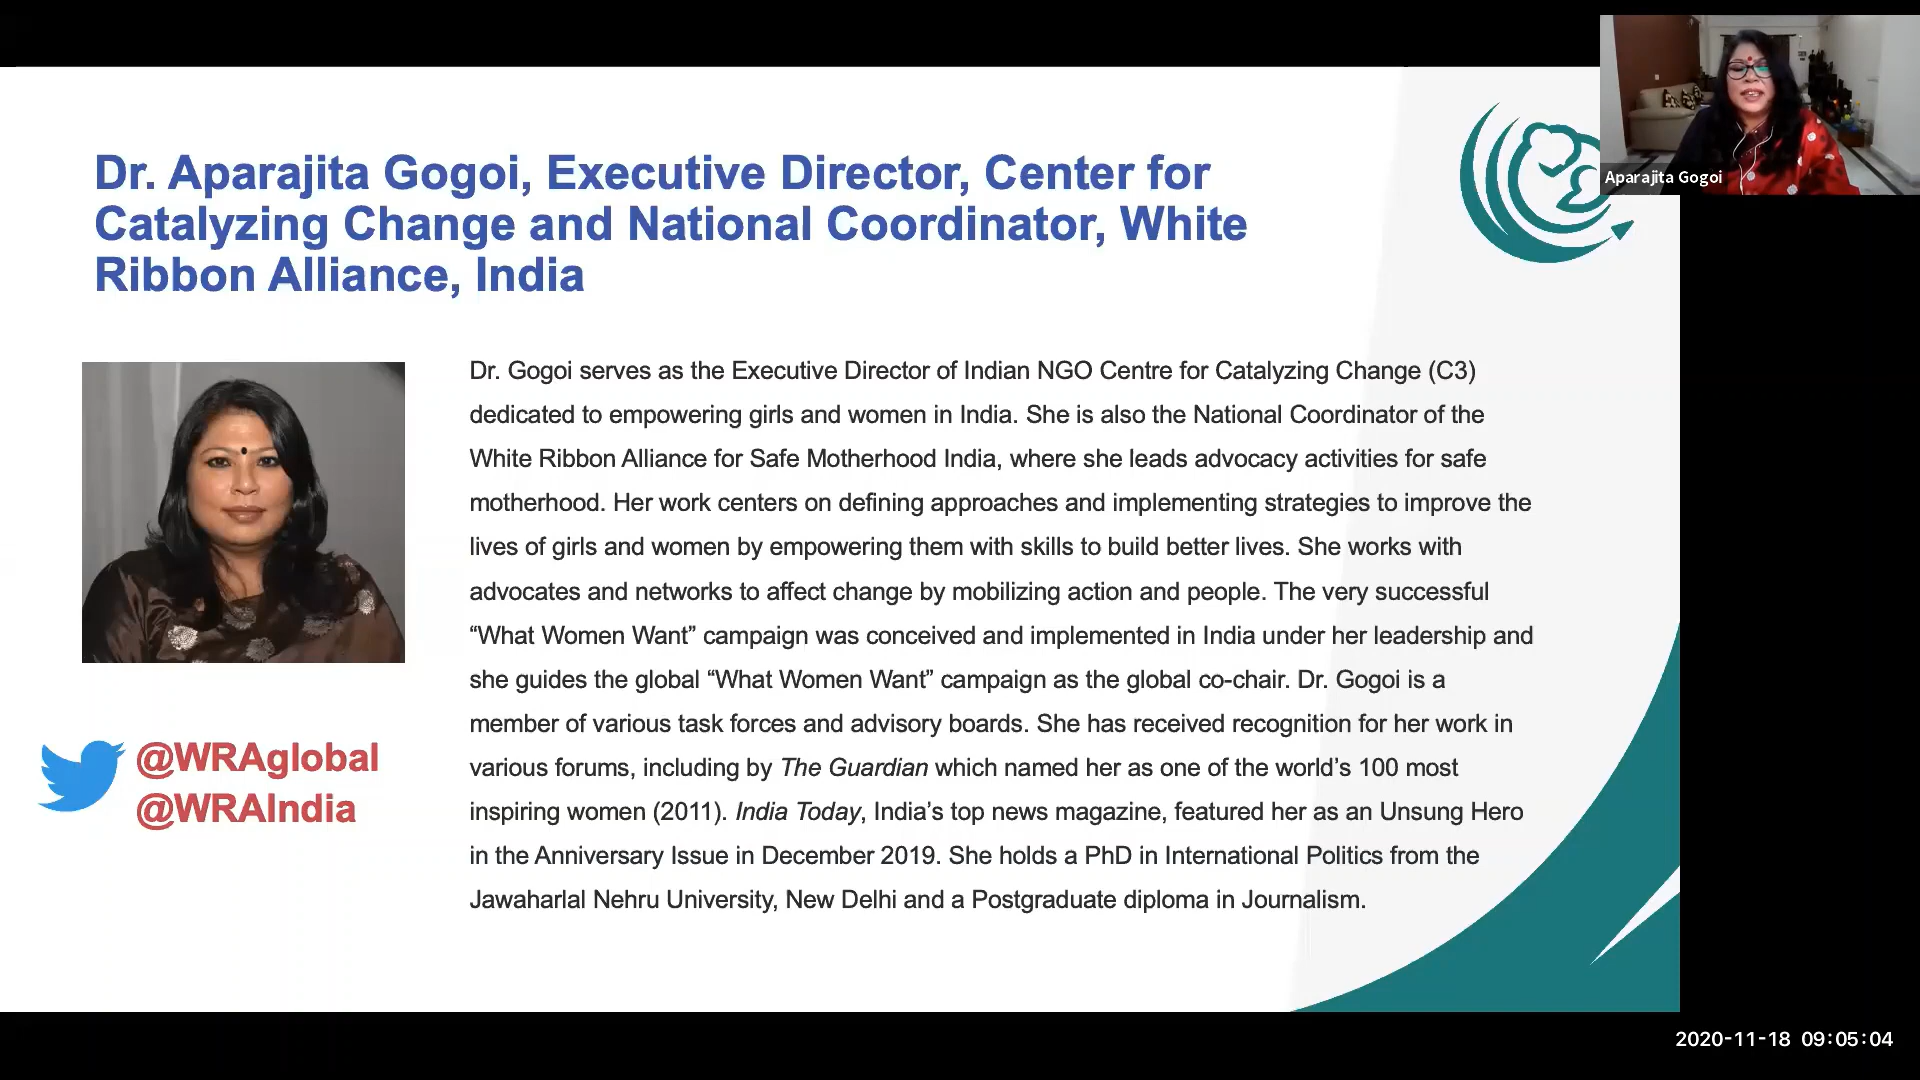 Aparajita Gogoi
Dr. Aparajita Gogoi, Executive Director, Center for
Catalyzing Change and National Coordinator, White
Ribbon Alliance, India
Dr. Gogoi serves as the Executive Director of Indian NGO Centre for Catalyzing Change (C3)
dedicated to empowering girls and women in India. She is also the National Coordinator of the
White Ribbon Alliance for Safe Motherhood India, where she leads advocacy activities for safe
motherhood. Her work centers on defining approaches and implementing strategies to improve the
lives of girls and women by empowering them with skills to build better lives. She works with
advocates and networks to affect change by mobilizing action and people. The very successful
“What Women Want” campaign was conceived and implemented in India under her leadership and
she guides the global “What Women Want” campaign as the global co-chair. Dr. Gogoi is a
member of various task forces and advisory boards. She has received recognition for her work in
various forums, including by The Guardian which named her as one of the world’s 100 most
inspiring women (2011). India Today, India’s top news magazine, featured her as an Unsung Hero
in the Anniversary Issue in December 2019. She holds a PhD in International Politics from the
Jawaharlal Nehru University, New Delhi and a Postgraduate diploma in Journalism.
@WRAglobal
@WRAIndia
2020-11-18 09:05:04